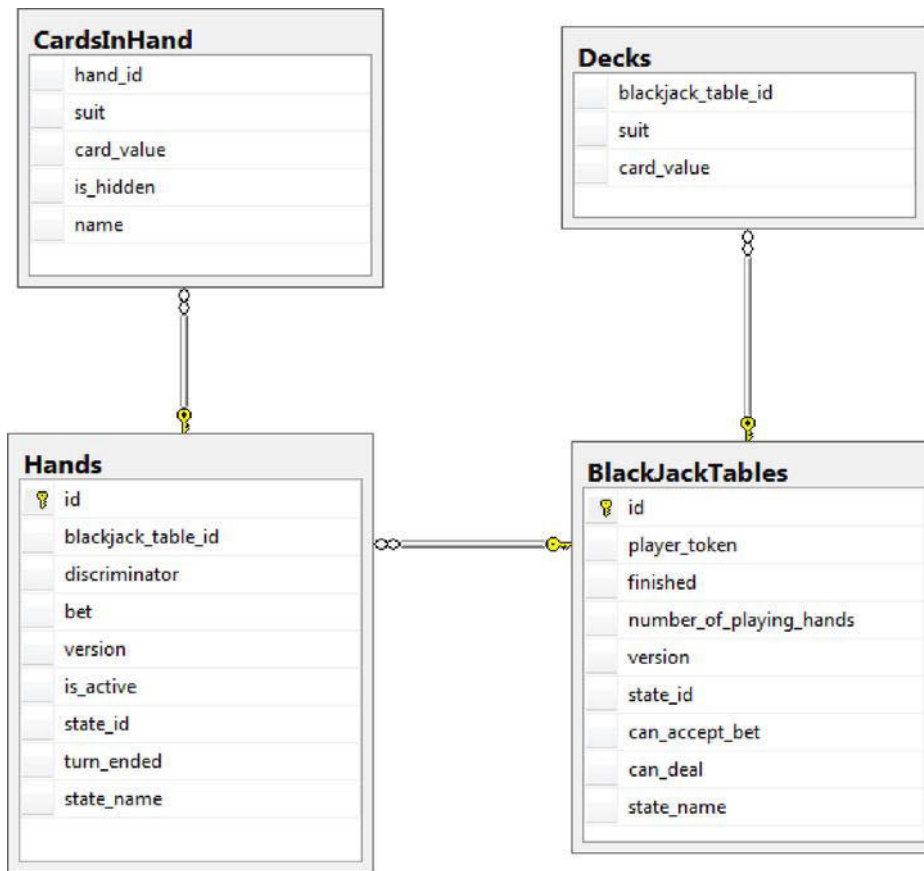 CardsInHand
hand_id
suit
card_value
is_hidden
name
Decks
blackjack_table_id
suit
card_value
Hands
id
blackjack_table_id
discriminator
bet
version
is_active
state_id
turn_ended
state_name
BlackJackTables
id
player_token
finished
number_of_playing_hands
version
state_id
can_accept_bet
can_deal
state_name